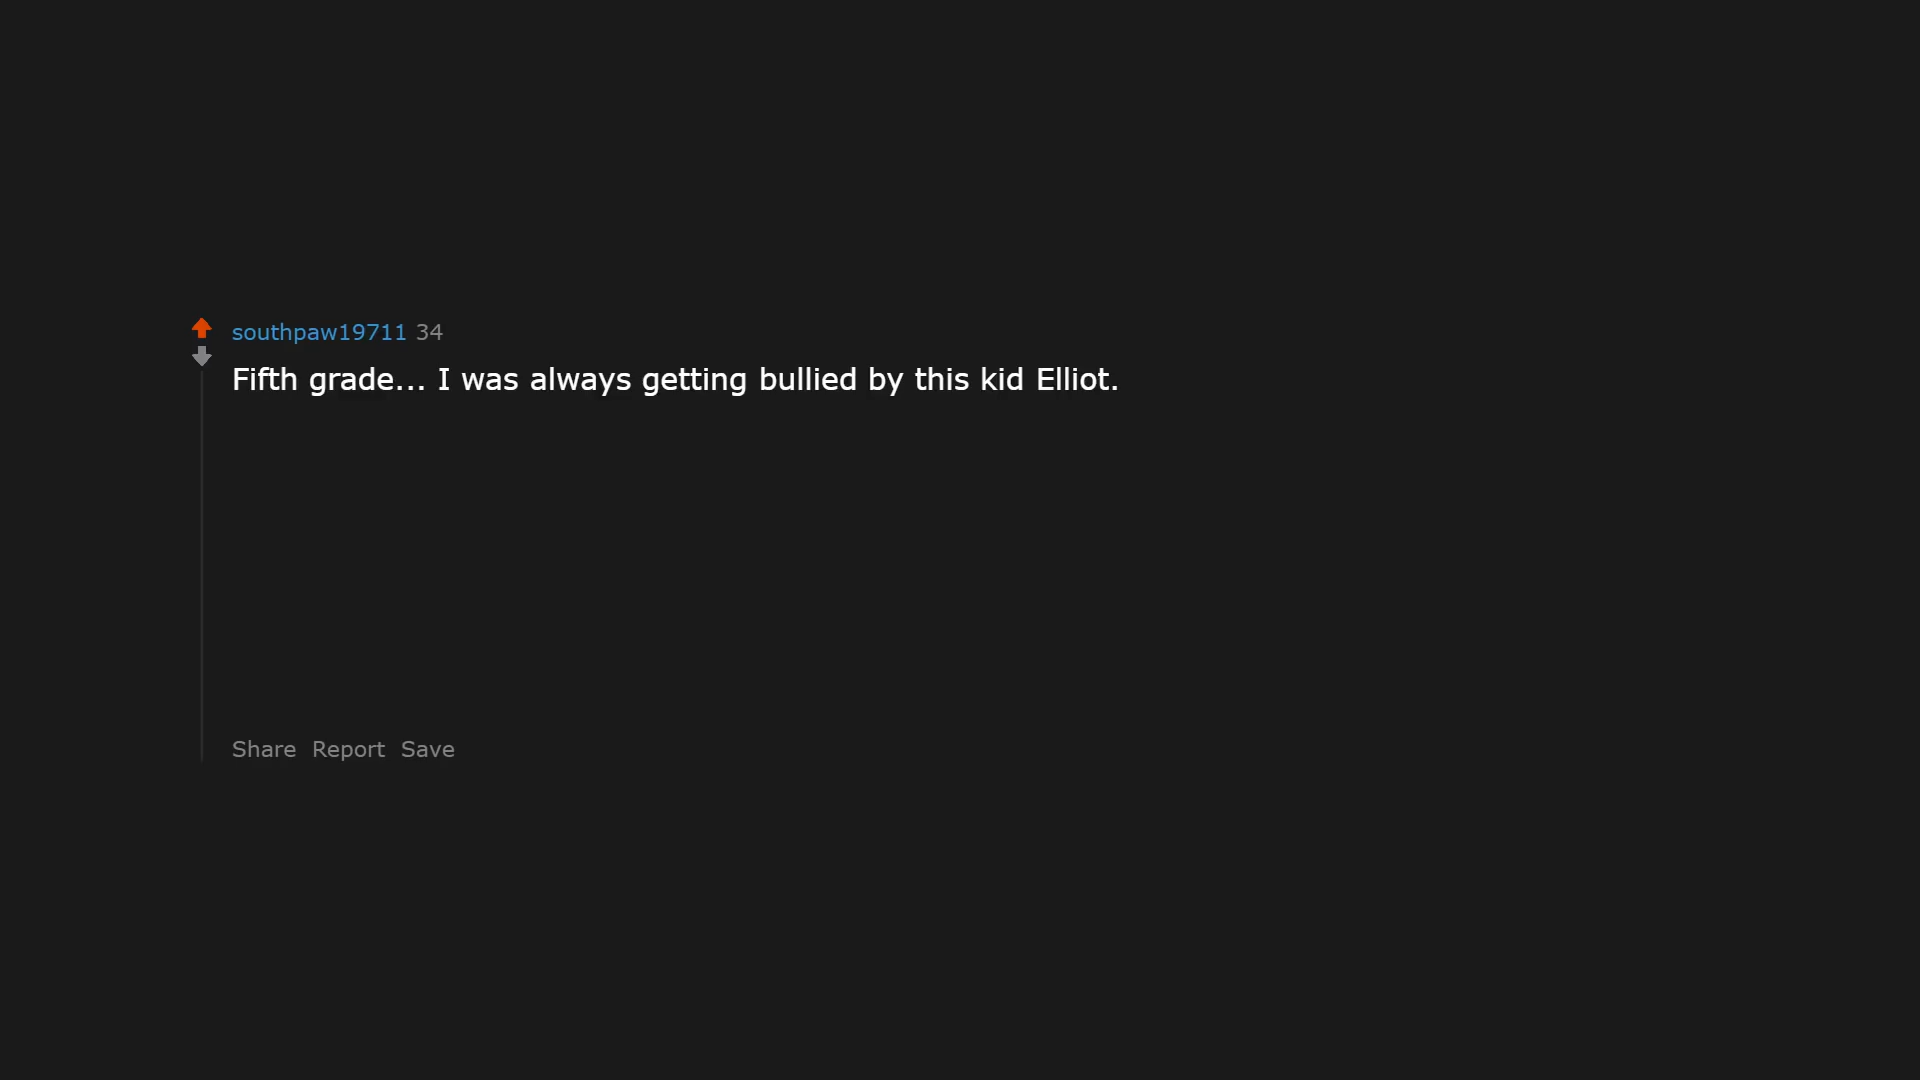 southpaw19711 34
Fifth grade... I was always getting bullied by this kid Elliot.
Share Report Save